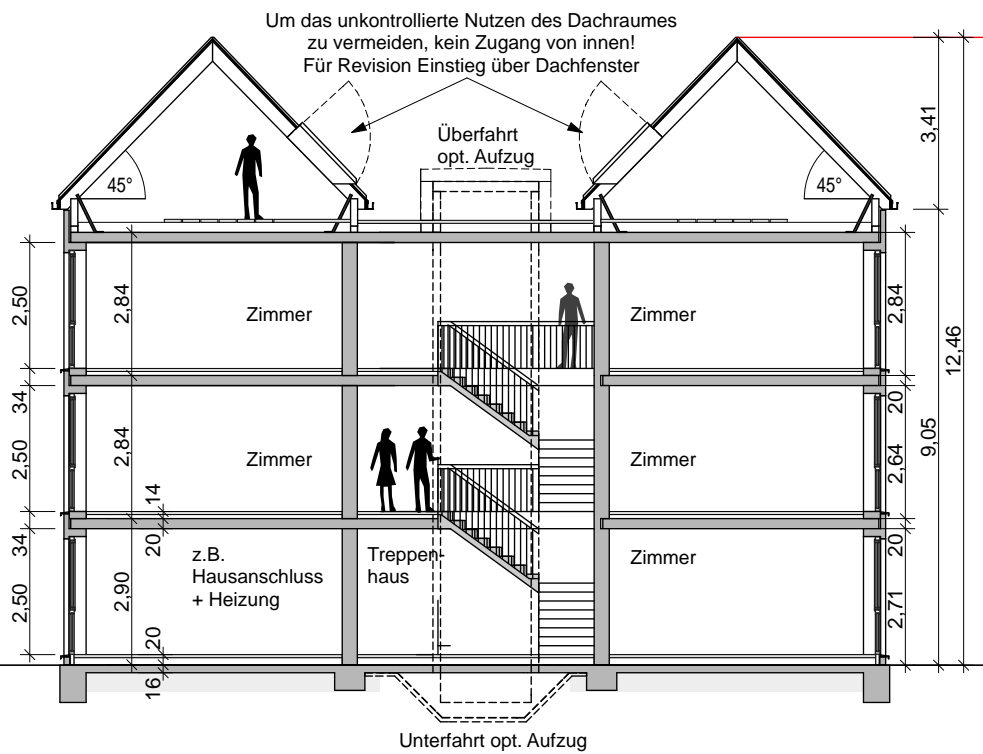 Um das unkontrollierte Nutzen des Dachraumes
zu vermeiden, kein Zugang von innen!
Für Revision Einstieg über Dachfenster
Überfahrt
opt. Aufzug
45°
45°
3,41
12,46
9,05
2,50
2,84
Zimmer
Zimmer
2,84
34
20
2,50
2,84
Zimmer
Zimmer
2,64
14
34
20
20
z.B.
Hausanschluss
+ Heizung
Treppen-
haus
Zimmer
2,50
2,90
2,71
20
16
Unterfahrt opt. Aufzug